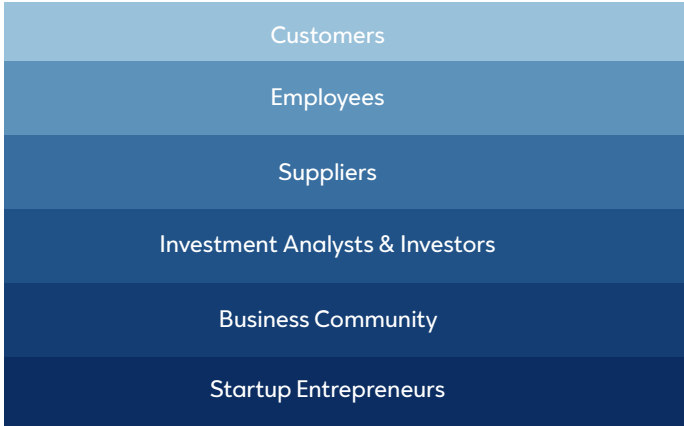 Customers
Employees
Suppliers
Investment Analysts & Investors
Business Community
Startup Entrepreneurs